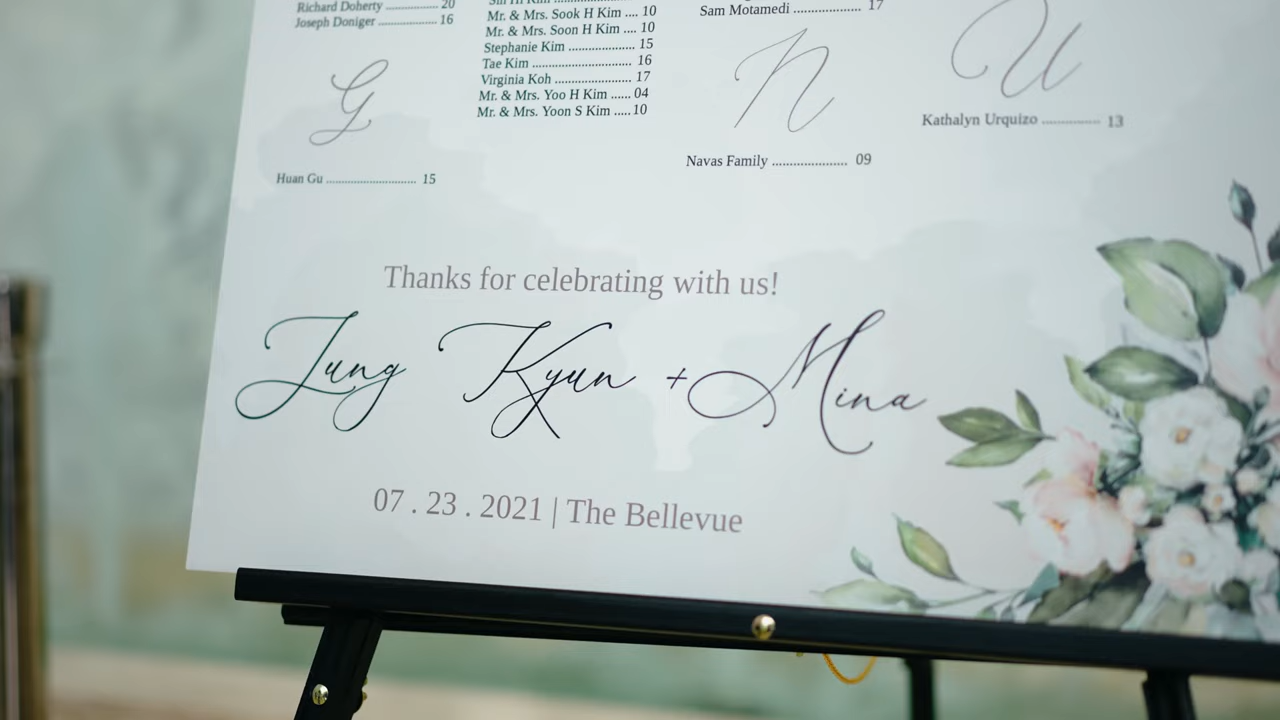 Richard Doherty .................. 20
Joseph Doniger ................... 16
G
Huan Gu ............................... 15
Mr. & Mrs. Sook H Kim .... 10
Mr. & Mrs. Soon H Kim .... 10
Stephanie Kim ................... 15
Tae Kim .............................. 16
Virginia Koh ...................... 17
Mr. & Mrs. Yoo H Kim ...... 04
Mr. & Mrs. Yoon S Kim ..... 10
Sam Motamedi ................... 17
N
Navas Family ...................... 09
U
Kathalyn Urquizo ................. 13
Thanks for celebrating with us!
Jung Kyun + Mina
07 . 23 . 2021 | The Bellevue